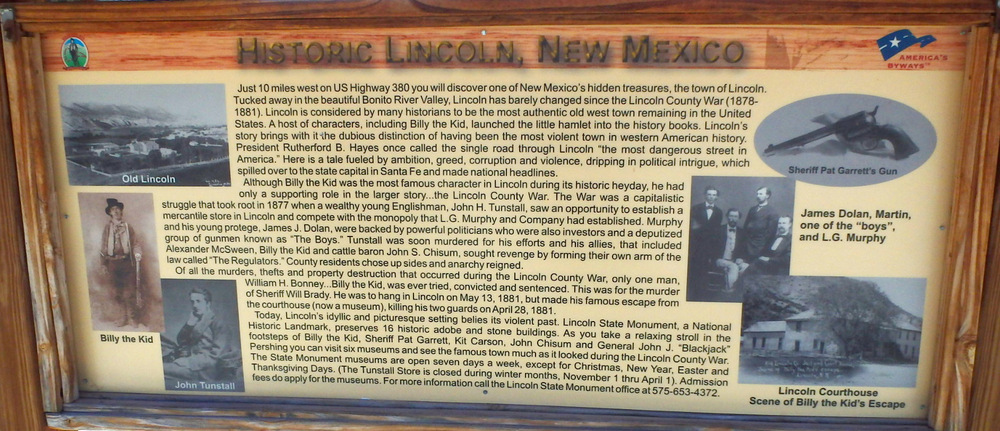 HISTORIC LINCOLN, NEW MEXICO
AMERICA'S
BYWAYS™
Just 10 miles west on US Highway 380 you will discover one of New Mexico's hidden treasures, the town of Lincoln.
Tucked away in the beautiful Bonito River Valley, Lincoln has barely changed since the Lincoln County War (1878-
1881). Lincoln is considered by many historians to be the most authentic old west town remaining in the United
States. A host of characters, including Billy the Kid, launched the little hamlet into the history books. Lincoln's
story brings with it the dubious distinction of having been the most violent town in western American history.
President Rutherford B. Hayes once called the single road through Lincoln "the most dangerous street in
America." Here is a tale fueled by ambition, greed, corruption and violence, dripping in political intrigue, which
spilled over to the state capital in Santa Fe and made national headlines.
Although Billy the Kid was the most famous character in Lincoln during its historic heyday, he had
only a supporting role in the larger story...the Lincoln County War. The War was a capitalistic
struggle that took root in 1877 when a wealthy young Englishman, John H. Tunstall, saw an opportunity to establish a
mercantile store in Lincoln and compete with the monopoly that L.G. Murphy and Company had established. Murphy
and his young protege, James J. Dolan, were backed by powerful politicians who were also investors and a deputized
group of gunmen known as "The Boys." Tunstall was soon murdered for his efforts and his allies, that included
Alexander McSween, Billy the Kid and cattle baron John S. Chisum, sought revenge by forming their own arm of the
law called "The Regulators." County residents chose up sides and anarchy reigned.
Of all the murders, thefts and property destruction that occurred during the Lincoln County War, only one man,
William H. Bonney...Billy the Kid, was ever tried, convicted and sentenced. This was for the murder
of Sheriff Will Brady. He was to hang in Lincoln on May 13, 1881, but made his famous escape from
the courthouse (now a museum), killing his two guards on April 28, 1881.
Today, Lincoln's idyllic and picturesque setting belies its violent past. Lincoln State Monument, a National
Historic Landmark, preserves 16 historic adobe and stone buildings. As you take a relaxing stroll in the
footsteps of Billy the Kid, Sheriff Pat Garrett, Kit Carson, John Chisum and General John J. "Blackjack"
Pershing you can visit six museums and see the famous town much as it looked during the Lincoln County War.
The State Monument museums are open seven days a week, except for Christmas, New Year, Easter and
Thanksgiving Days. (The Tunstall Store is closed during winter months, November 1 thru April 1). Admission
fees do apply for the museums. For more information call the Lincoln State Monument office at 575-653-4372.
Old Lincoln
Billy the Kid
John Tunstall
Sheriff Pat Garrett's Gun
James Dolan, Martin,
one of the "boys",
and L.G. Murphy
Lincoln Courthouse
Scene of Billy the Kid's Escape